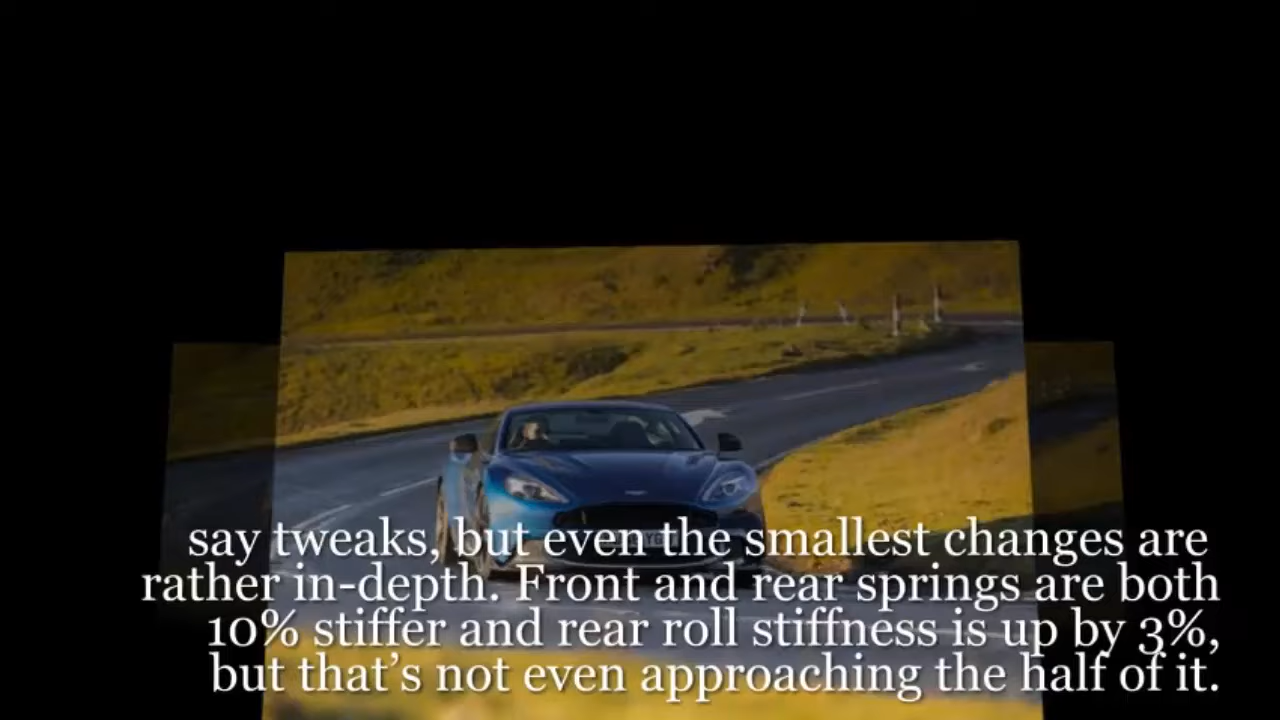 say tweaks, but even the smallest changes are
rather in-depth. Front and rear springs are both
10% stiffer and rear roll stiffness is up by 3%,
but that’s not even approaching the half of it.